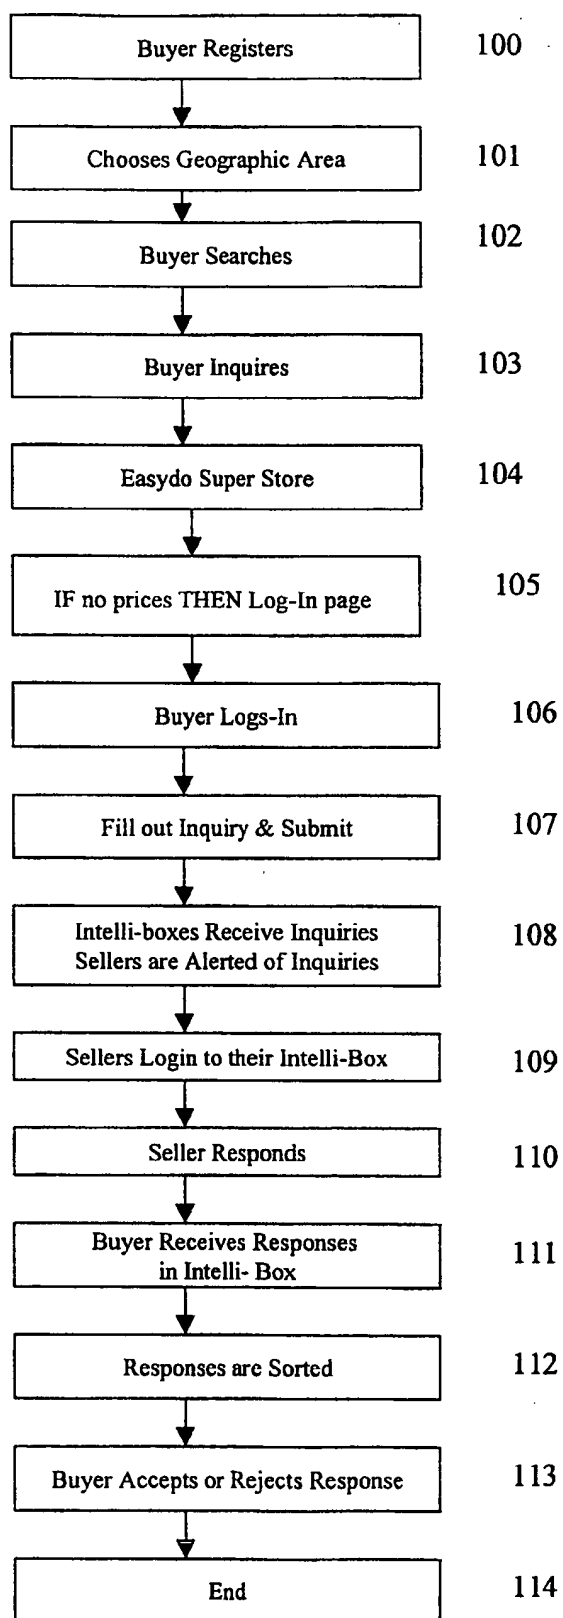 Buyer Registers
100
Chooses Geographic Area
101
Buyer Searches
102
Buyer Inquires
103
Easydo Super Store
104
IF no prices THEN Log-In page
105
Buyer Logs-In
106
Fill out Inquiry & Submit
107
Intelli-boxes Receive Inquiries
Sellers are Alerted of Inquiries
108
Sellers Login to their Intelli-Box
109
Seller Responds
110
Buyer Receives Responses
in Intelli- Box
111
Responses are Sorted
112
Buyer Accepts or Rejects Response
113
End
114